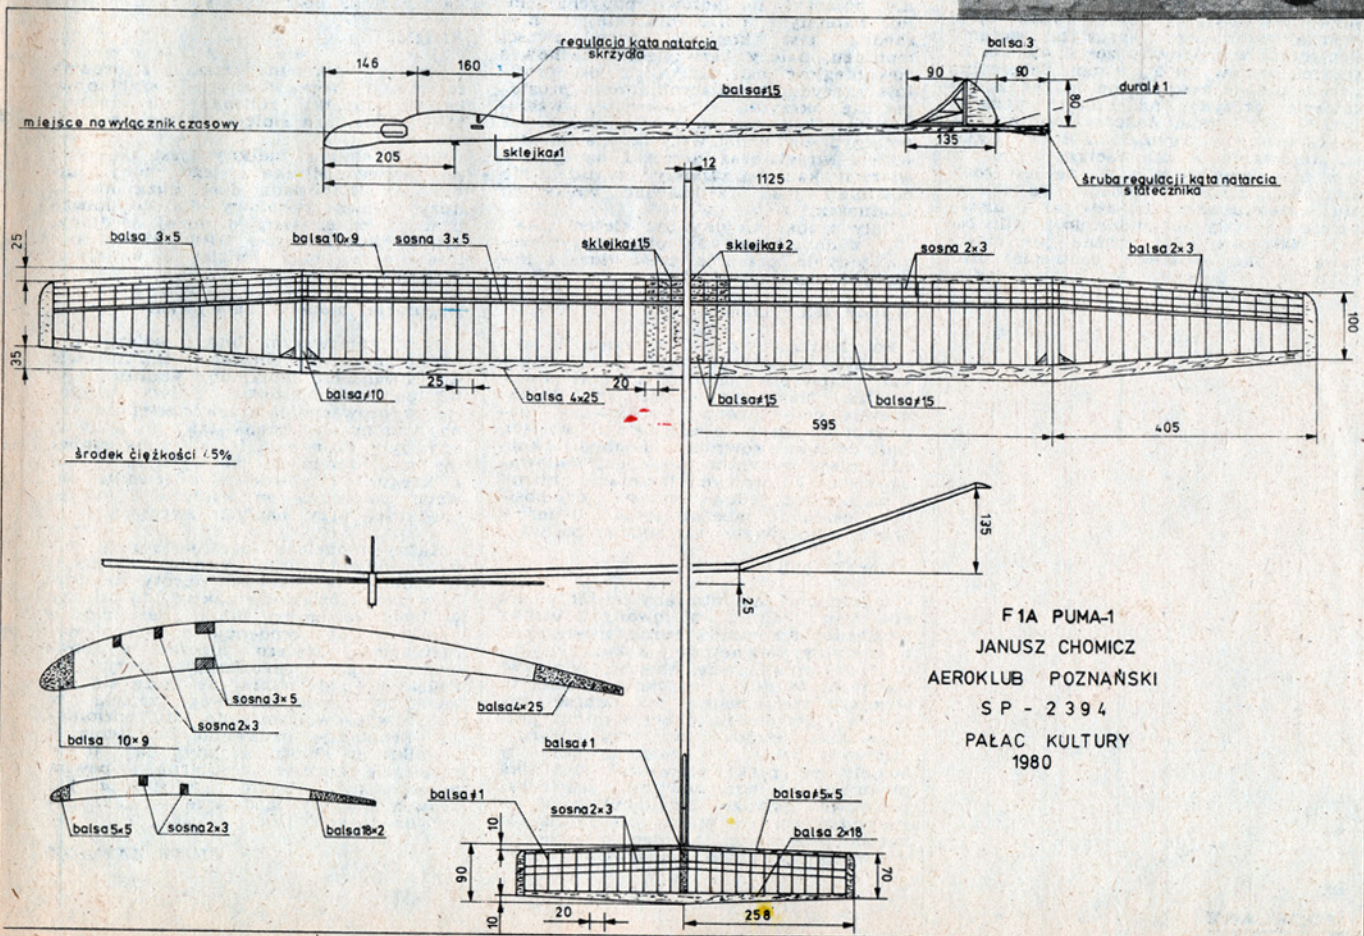 regulacja kąta natarcia
skrzydła
balsa 3
146
160
90
90
balsa≠15
dural≠1
80
miejsce na wyłącznik czasowy
205
sklejka≠1
135
12
1125
śruba regulacji kąta natarcia
statecznika
25
balsa 3×5
balsa 10×9
sosna 3×5
sklejka≠15
sklejka≠2
sosna 2×3
balsa 2×3
100
35
25
20
balsa≠10
balsa 4×25
balsa≠15
balsa≠15
595
405
środek ciężkości
5%
135
25
F1A PUMA-1
JANUSZ CHOMICZ
AEROKLUB POZNAŃSKI
SP - 2394
PAŁAC KULTURY
1980
sosna 3×5
balsa 4×25
sosna 2×3
balsa 10×9
balsa≠1
balsa≠1
sosna 2×3
balsa≠5×5
balsa 5×5
sosna 2×3
balsa 18×2
balsa 2×18
10
90
70
10
20
258